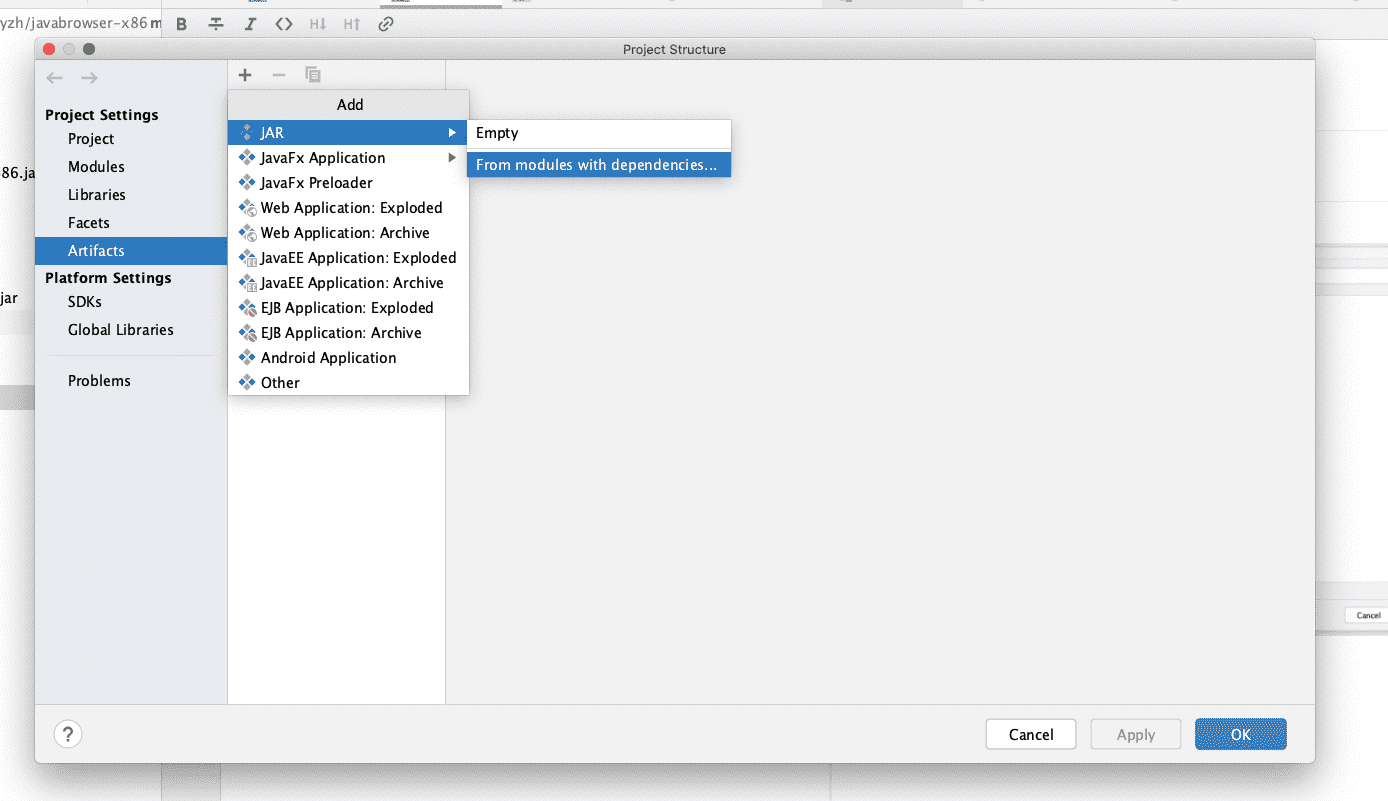 yzh/javabrowser-x86 m
B
I
<>
H↓
H↑
Project Structure
Project Settings
Project
Modules
Libraries
Facets
Artifacts
Platform Settings
SDKs
Global Libraries
Problems
Add
JAR
JavaFx Application
JavaFx Preloader
Web Application: Exploded
Web Application: Archive
JavaEE Application: Exploded
JavaEE Application: Archive
EJB Application: Exploded
EJB Application: Archive
Android Application
Other
Empty
From modules with dependencies...
86.ja
jar
Cancel
?
Cancel
Apply
OK